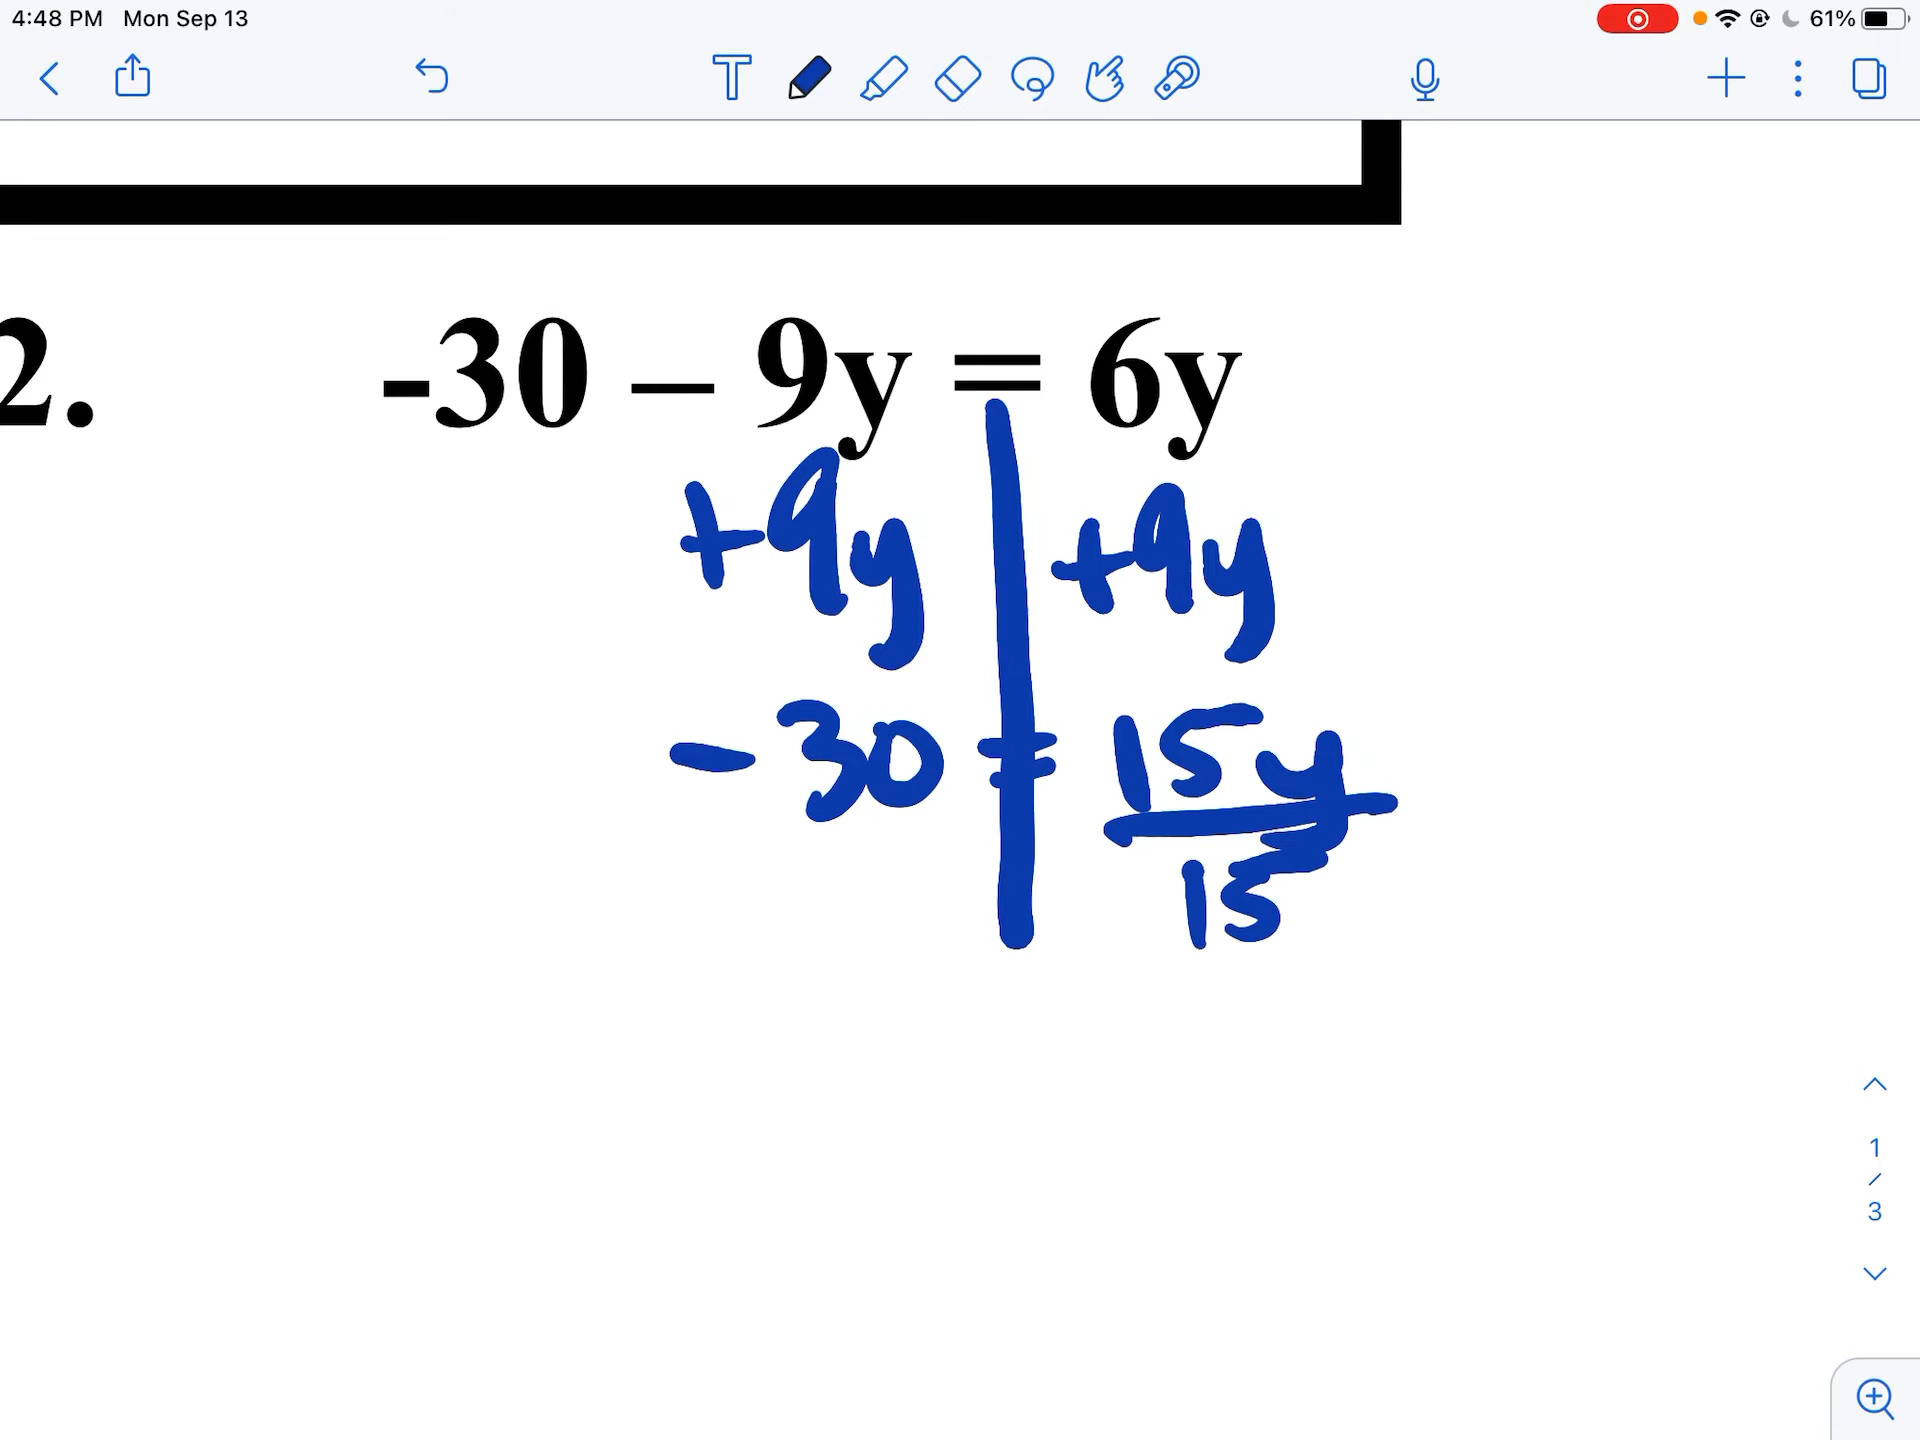 4:48 PM Mon Sep 13
61%
T
2. -30 – 9y = 6y
+9y +9y
-30 = 15y
15
1
/
3